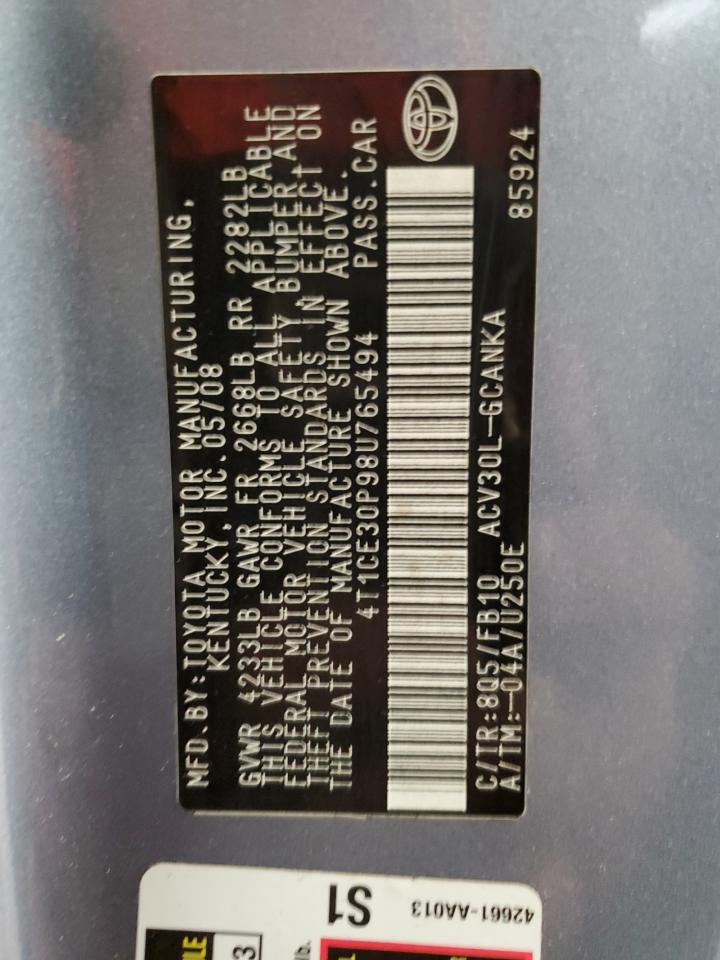 MFD.BY:TOYOTA MOTOR MANUFACTURING,
KENTUCKY, INC. 05/08
GVWR 4233LB GAWR FR 2668LB RR 2282LB
THIS VEHICLE CONFORMS TO ALL APPLICABLE
FEDERAL MOTOR VEHICLE SAFETY, BUMPER, AND
THEFT PREVENTION STANDARDS IN EFFECT ON
THE DATE OF MANUFACTURE SHOWN ABOVE.
4T1CE30P98U765494 PASS.CAR
C/TR:8Q5/FB10 ACV30L-GCANKA
A/TM:-04A/U250E 85924
S1
42661-AA013
lb.
3